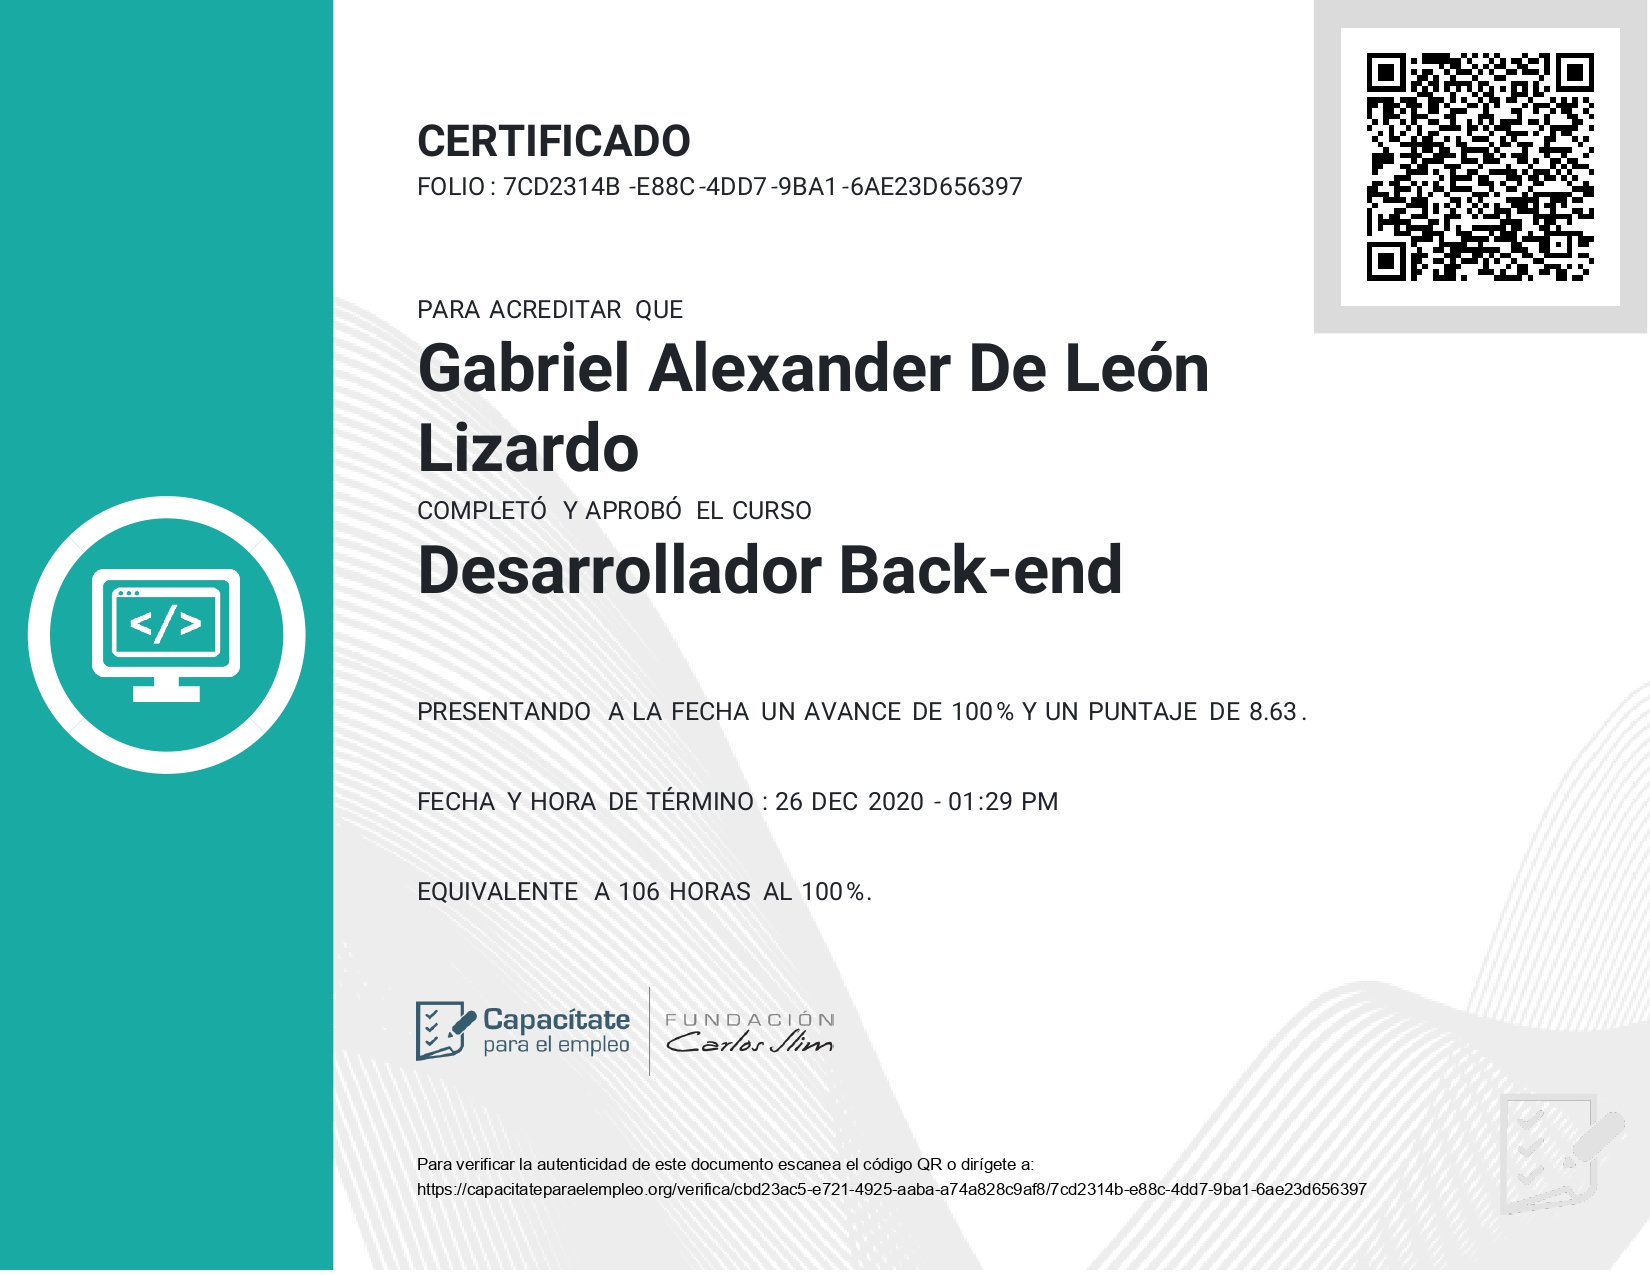 CERTIFICADO
FOLIO : 7CD2314B -E88C -4DD7 -9BA1 -6AE23D656397
PARA ACREDITAR QUE
Gabriel Alexander De León
Lizardo
COMPLETÓ Y APROBÓ EL CURSO
Desarrollador Back-end
</>
PRESENTANDO A LA FECHA UN AVANCE DE 100% Y UN PUNTAJE DE 8.63.
FECHA Y HORA DE TÉRMINO : 26 DEC 2020 - 01:29 PM
EQUIVALENTE A 106 HORAS AL 100%.
Capacítate
para el empleo
FUNDACIÓN
Carlos Slim
Para verificar la autenticidad de este documento escanea el código QR o dirígete a:
https://capacitateparaelempleo.org/verifica/cbd23ac5-e721-4925-aaba-a74a828c9af8/7cd2314b-e88c-4dd7-9ba1-6ae23d656397